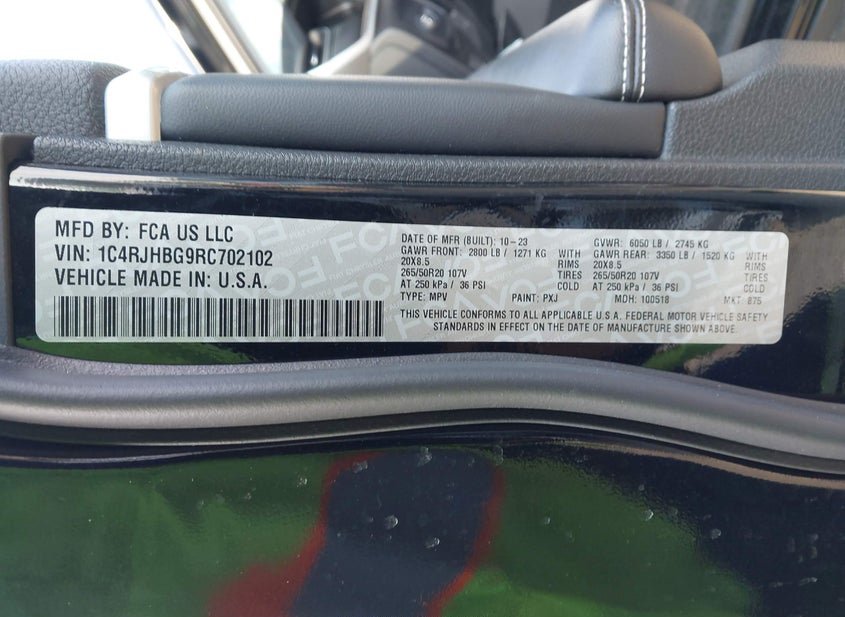 MFD BY: FCA US LLC
VIN: 1C4RJHBG9RC702102
VEHICLE MADE IN U.S.A.
DATE OF MFR (BUILT): 10-23 GVWR: 6050 LB / 2745 KG
GAWR FRONT: 2800 LB / 1271 KG WITH GAWR REAR: 3350 LB / 1520 KG WITH
20X8.5 RIMS 20X8.5 RIMS
265/50R20 107V TIRES 265/50R20 107V TIRES
AT 250 kPa / 36 PSI COLD AT 250 kPa / 36 PSI COLD
TYPE: MPV PAINT: PXJ MDH: 100518 MKT: 875
THIS VEHICLE CONFORMS TO ALL APPLICABLE U.S.A. FEDERAL MOTOR VEHICLE SAFETY
STANDARDS IN EFFECT ON THE DATE OF MANUFACTURE SHOWN ABOVE.